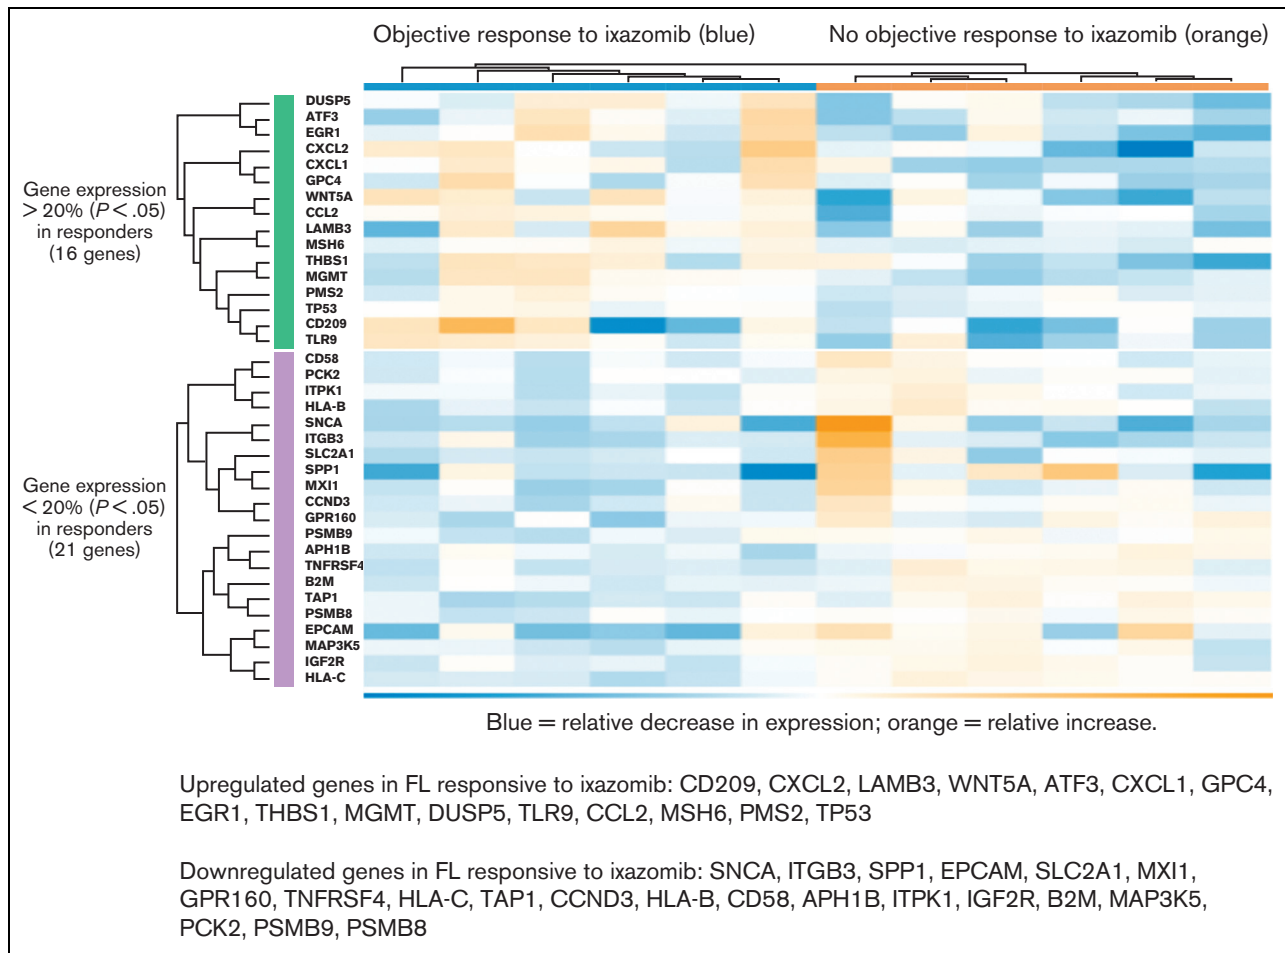 Objective response to ixazomib (blue)
No objective response to ixazomib (orange)
Gene expression
> 20% (P < .05)
in responders
(16 genes)
DUSP5
ATF3
EGR1
CXCL2
CXCL1
GPC4
WNT5A
CCL2
LAMB3
MSH6
THBS1
MGMT
PMS2
TP53
CD209
TLR9
Gene expression
< 20% (P < .05)
in responders
(21 genes)
CD58
PCK2
ITPK1
HLA-B
SNCA
ITGB3
SLC2A1
SPP1
MXI1
CCND3
GPR160
PSMB9
APH1B
TNFRSF4
B2M
TAP1
PSMB8
EPCAM
MAP3K5
IGF2R
HLA-C
Blue = relative decrease in expression; orange = relative increase.
Upregulated genes in FL responsive to ixazomib: CD209, CXCL2, LAMB3, WNT5A, ATF3, CXCL1, GPC4,
EGR1, THBS1, MGMT, DUSP5, TLR9, CCL2, MSH6, PMS2, TP53
Downregulated genes in FL responsive to ixazomib: SNCA, ITGB3, SPP1, EPCAM, SLC2A1, MXI1,
GPR160, TNFRSF4, HLA-C, TAP1, CCND3, HLA-B, CD58, APH1B, ITPK1, IGF2R, B2M, MAP3K5,
PCK2, PSMB9, PSMB8